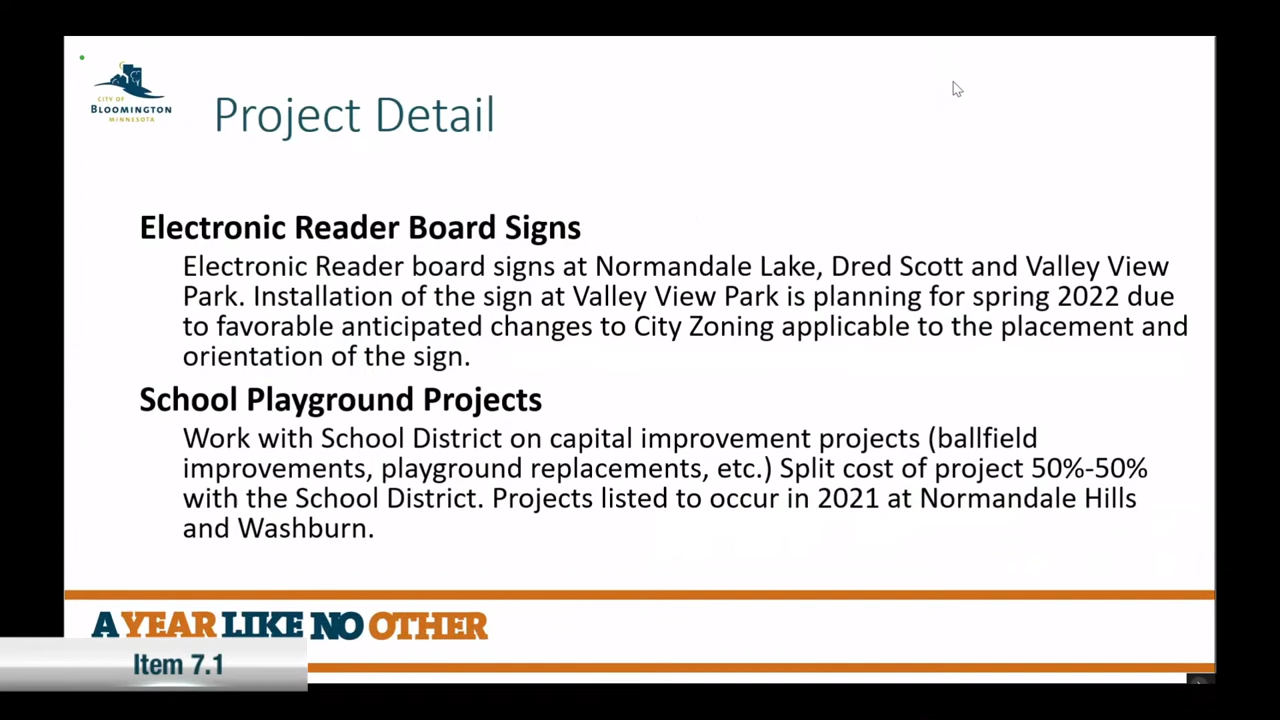 CITY OF
BLOOMINGTON
MINNESOTA
Project Detail
Electronic Reader Board Signs
Electronic Reader board signs at Normandale Lake, Dred Scott and Valley View
Park. Installation of the sign at Valley View Park is planning for spring 2022 due
to favorable anticipated changes to City Zoning applicable to the placement and
orientation of the sign.
School Playground Projects
Work with School District on capital improvement projects (ballfield
improvements, playground replacements, etc.) Split cost of project 50%-50%
with the School District. Projects listed to occur in 2021 at Normandale Hills
and Washburn.
A YEAR LIKE NO OTHER
Item 7.1